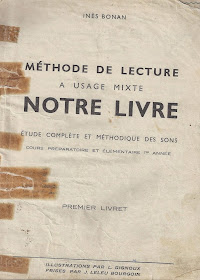 INÈS BONAN
MÉTHODE DE LECTURE
A USAGE MIXTE
NOTRE LIVRE
ÉTUDE COMPLÈTE ET MÉTHODIQUE DES SONS
COURS PRÉPARATOIRE ET ÉLÉMENTAIRE 1re ANNÉE
PREMIER LIVRET
ILLUSTRATIONS PAR L. GIGNOUX
FRISES PAR J. LELEU BOURGOIN